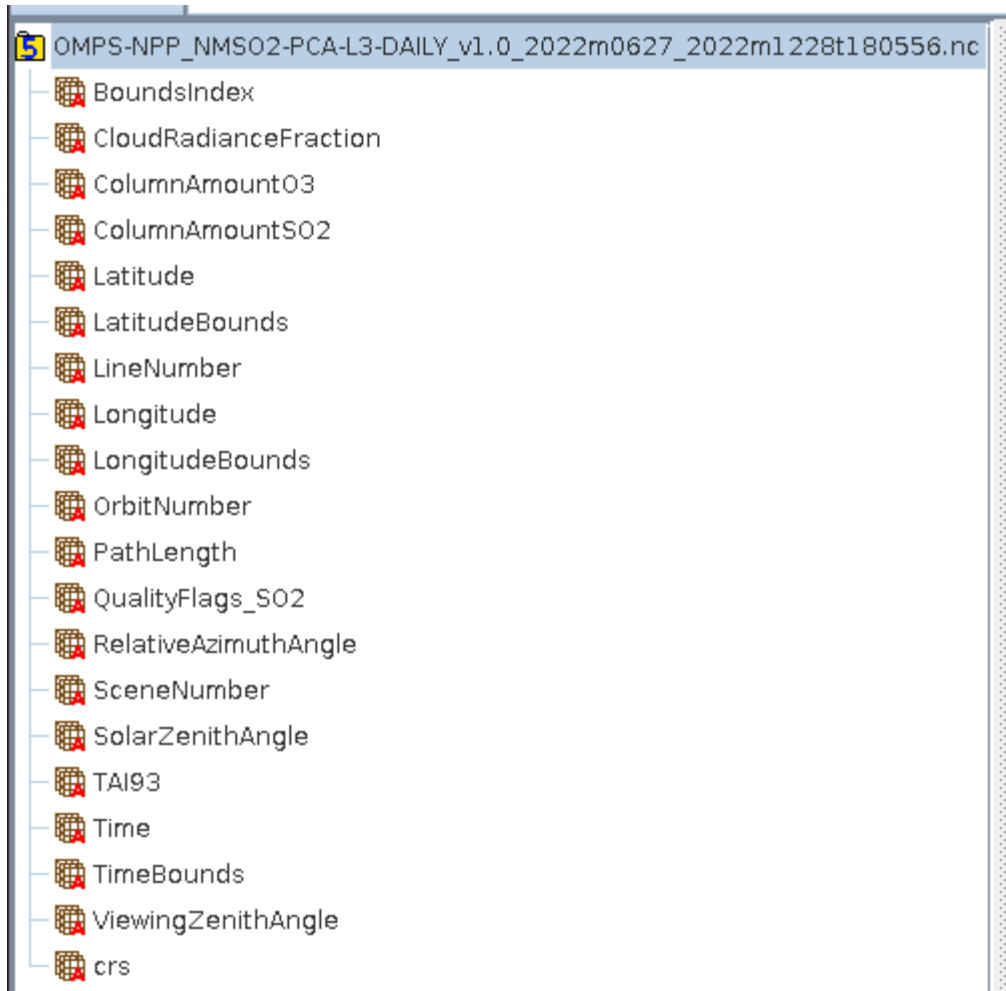 OMPS-NPP_NMSO2-PCA-L3-DAILY_v1.0_2022m0627_2022m1228t180556.nc
BoundsIndex
CloudRadianceFraction
ColumnAmountO3
ColumnAmountSO2
Latitude
LatitudeBounds
LineNumber
Longitude
LongitudeBounds
OrbitNumber
PathLength
QualityFlags_SO2
RelativeAzimuthAngle
SceneNumber
SolarZenithAngle
TAI93
Time
TimeBounds
ViewingZenithAngle
crs